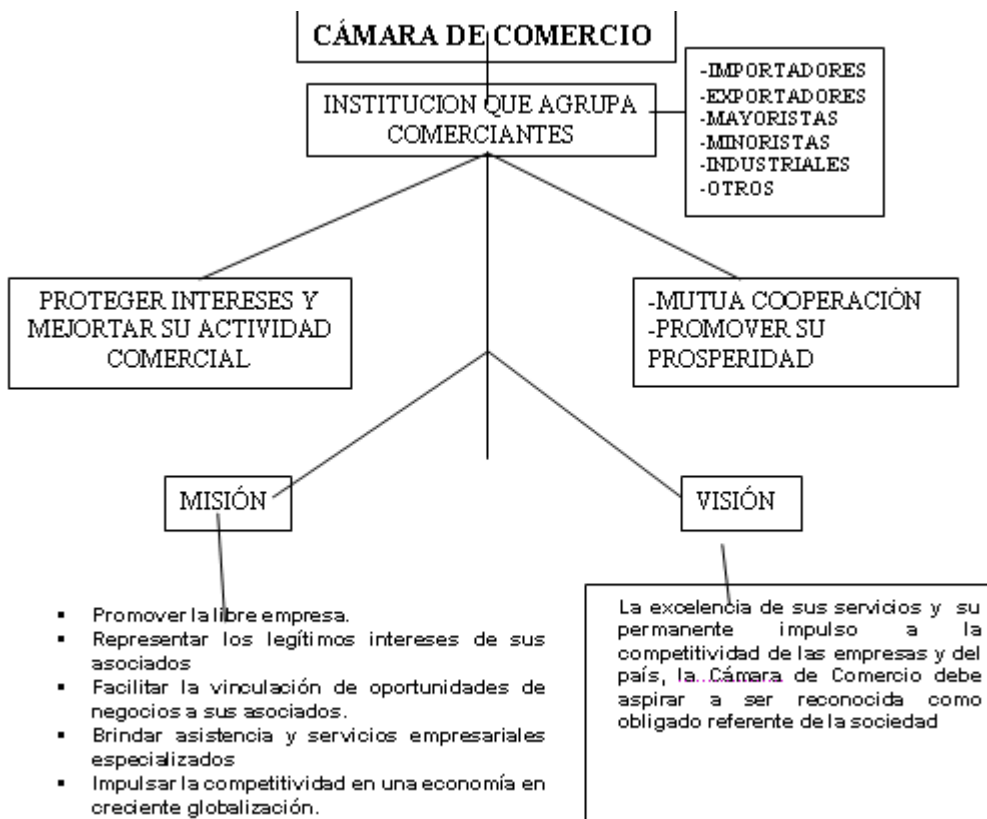 CÁMARA DE COMERCIO
INSTITUCION QUE AGRUPA
COMERCIANTES
-IMPORTADORES
-EXPORTADORES
-MAYORISTAS
-MINORISTAS
-INDUSTRIALES
-OTROS
PROTEGER INTERESES Y
MEJORTAR SU ACTIVIDAD
COMERCIAL
-MUTUA COOPERACIÓN
-PROMOVER SU
PROSPERIDAD
MISIÓN
VISIÓN
▪ Promover la libre empresa.
▪ Representar los legítimos intereses de sus
asociados
▪ Facilitar la vinculación de oportunidades de
negocios a sus asociados.
▪ Brindar asistencia y servicios empresariales
especializados
▪ Impulsar la competitividad en una economía en
creciente globalización.
La excelencia de sus servicios y su
permanente impulso a la
competitividad de las empresas y del
país, la Cámara de Comercio debe
aspirar a ser reconocida como
obligado referente de la sociedad